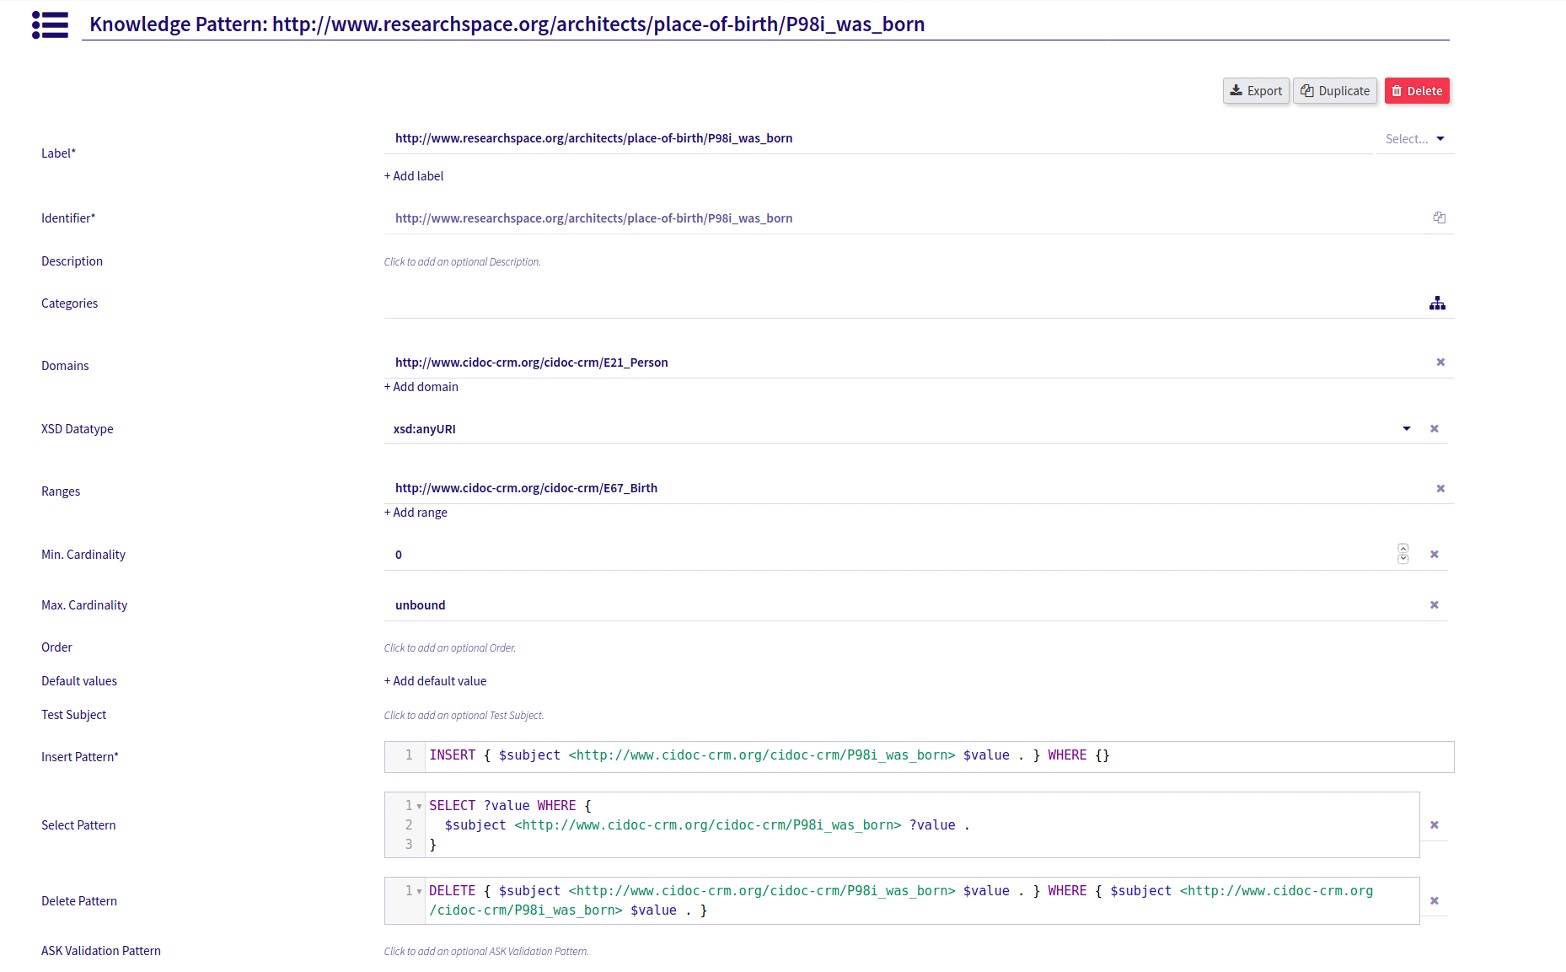 Knowledge Pattern: http://www.researchspace.org/architects/place-of-birth/P98i_was_born
Export Duplicate Delete
Label* http://www.researchspace.org/architects/place-of-birth/P98i_was_born Select...
+ Add label
Identifier* http://www.researchspace.org/architects/place-of-birth/P98i_was_born
Description Click to add an optional Description.
Categories
Domains http://www.cidoc-crm.org/cidoc-crm/E21_Person
+ Add domain
XSD Datatype xsd:anyURI
Ranges http://www.cidoc-crm.org/cidoc-crm/E67_Birth
+ Add range
Min. Cardinality 0
Max. Cardinality unbound
Order Click to add an optional Order.
Default values + Add default value
Test Subject Click to add an optional Test Subject.
Insert Pattern* 1 INSERT { $subject <http://www.cidoc-crm.org/cidoc-crm/P98i_was_born> $value . } WHERE {}
1 SELECT ?value WHERE {
Select Pattern 2 $subject <http://www.cidoc-crm.org/cidoc-crm/P98i_was_born> ?value .
3 }
Delete Pattern 1 DELETE { $subject <http://www.cidoc-crm.org/cidoc-crm/P98i_was_born> $value . } WHERE { $subject <http://www.cidoc-crm.org
/cidoc-crm/P98i_was_born> $value . }
ASK Validation Pattern Click to add an optional ASK Validation Pattern.